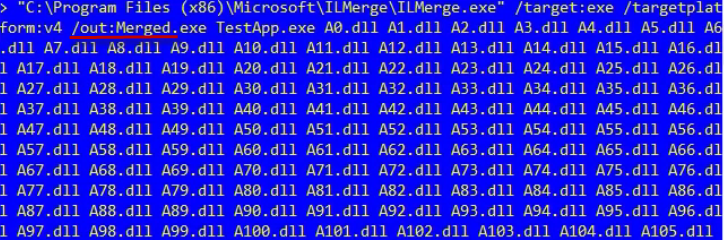 > "C:\Program Files (x86)\Microsoft\ILMerge\ILMerge.exe" /target:exe /targetplat
form:v4 /out:Merged.exe TestApp.exe A0.dll A1.dll A2.dll A3.dll A4.dll A5.dll A6
.dll A7.dll A8.dll A9.dll A10.dll A11.dll A12.dll A13.dll A14.dll A15.dll A16.dl
l A17.dll A18.dll A19.dll A20.dll A21.dll A22.dll A23.dll A24.dll A25.dll A26.dl
l A27.dll A28.dll A29.dll A30.dll A31.dll A32.dll A33.dll A34.dll A35.dll A36.dl
l A37.dll A38.dll A39.dll A40.dll A41.dll A42.dll A43.dll A44.dll A45.dll A46.dl
l A47.dll A48.dll A49.dll A50.dll A51.dll A52.dll A53.dll A54.dll A55.dll A56.dl
l A57.dll A58.dll A59.dll A60.dll A61.dll A62.dll A63.dll A64.dll A65.dll A66.dl
l A67.dll A68.dll A69.dll A70.dll A71.dll A72.dll A73.dll A74.dll A75.dll A76.dl
l A77.dll A78.dll A79.dll A80.dll A81.dll A82.dll A83.dll A84.dll A85.dll A86.dl
l A87.dll A88.dll A89.dll A90.dll A91.dll A92.dll A93.dll A94.dll A95.dll A96.dl
l A97.dll A98.dll A99.dll A100.dll A101.dll A102.dll A103.dll A104.dll A105.dll